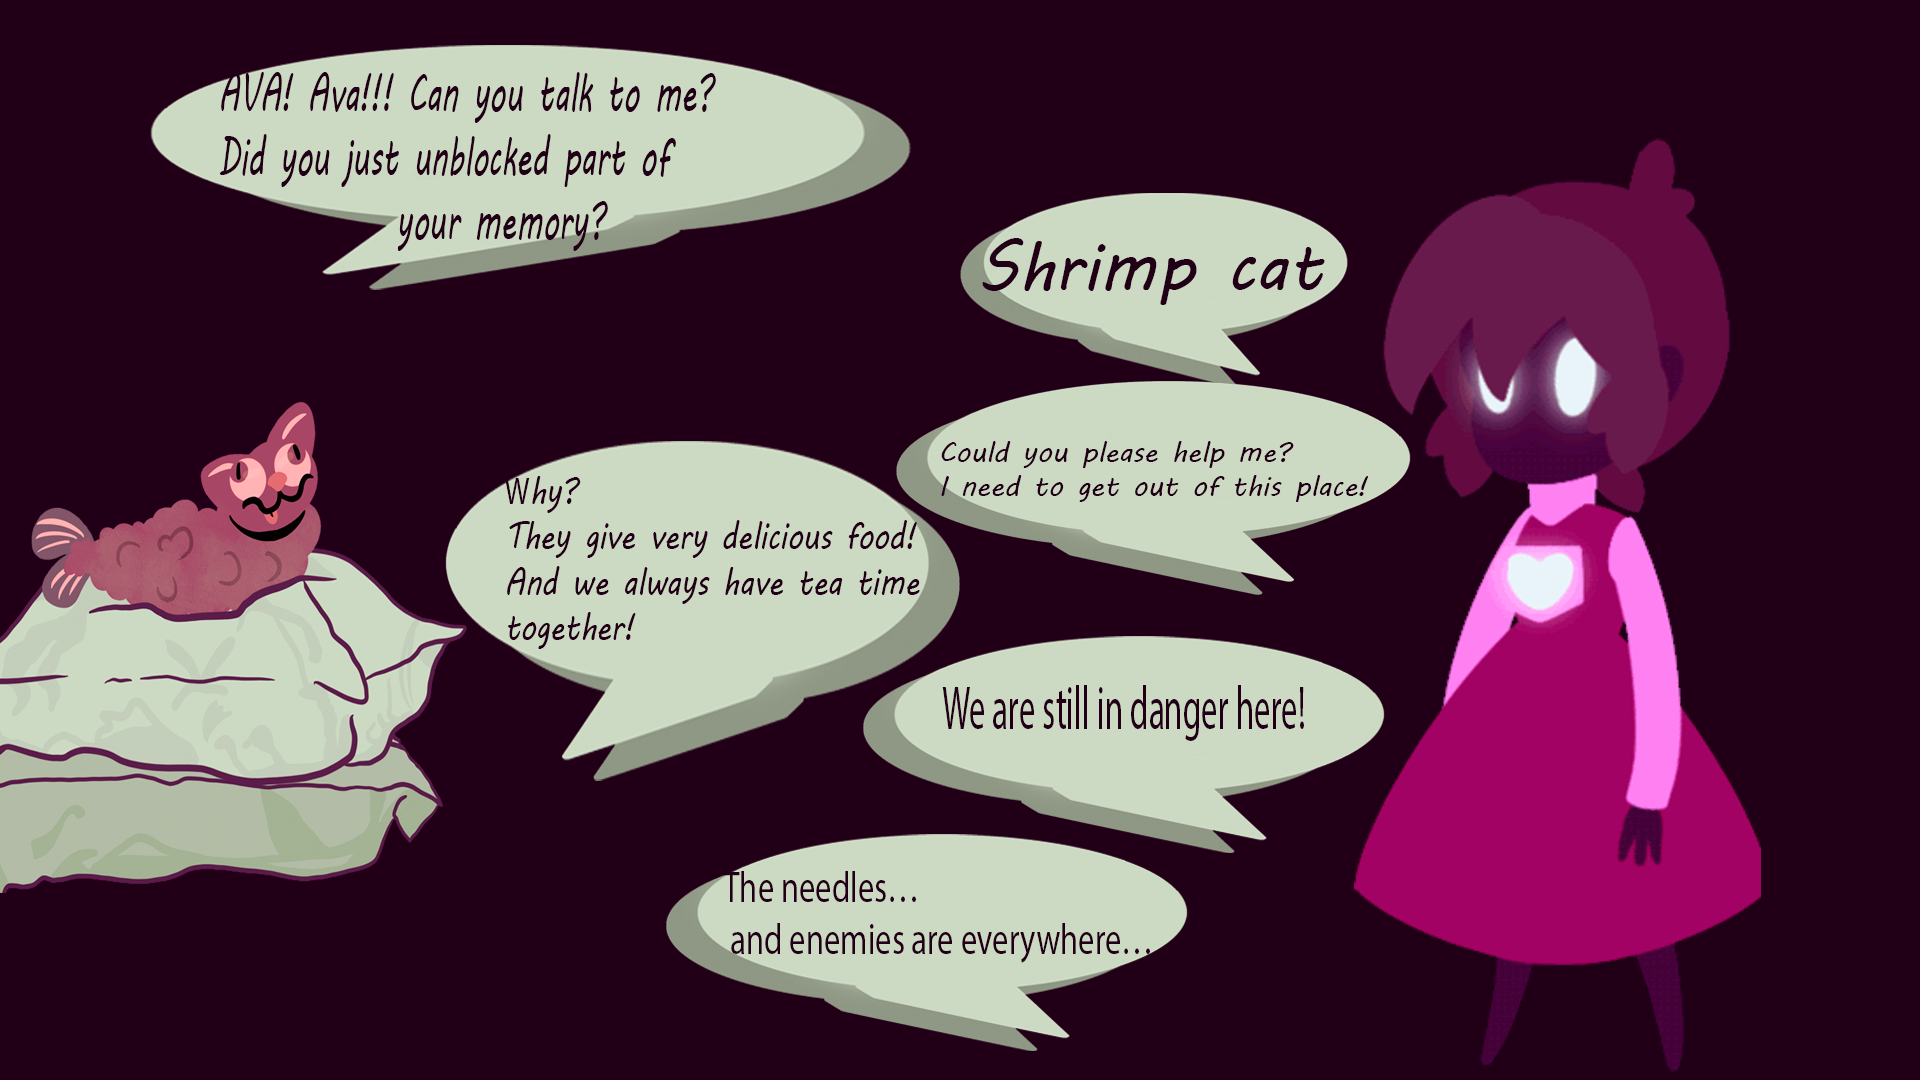 AVA! Ava!!! Can you talk to me?
Did you just unblocked part of
your memory?
Shrimp cat
Could you please help me?
I need to get out of this place!
Why?
They give very delicious food!
And we always have tea time
together!
We are still in danger here!
The needles...
and enemies are everywhere...